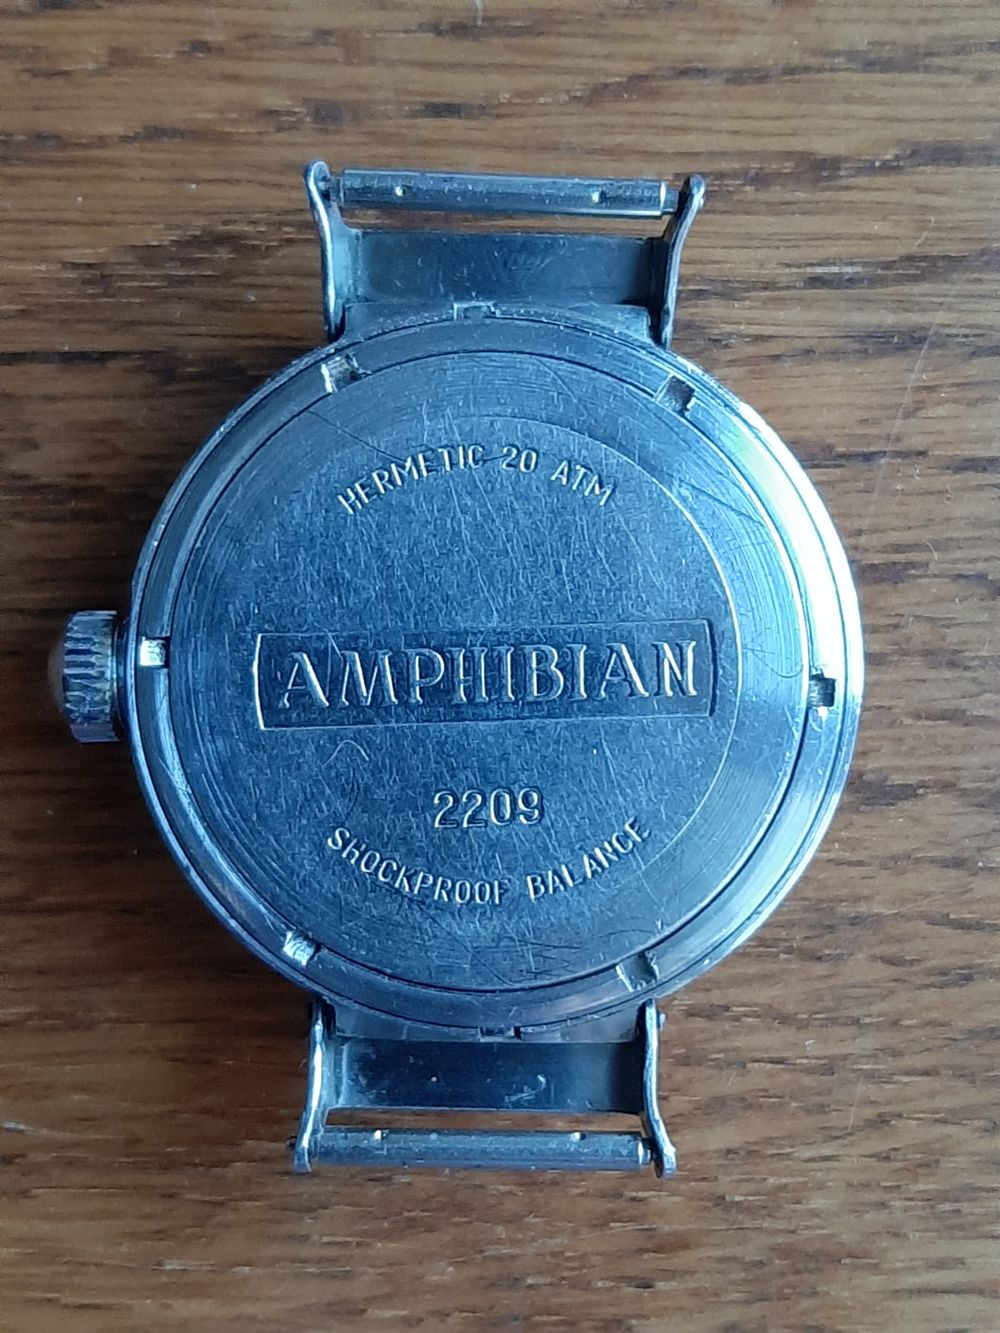 HERMETIC 20 ATM
AMPHIBIAN
2209
SHOCKPROOF BALANCE